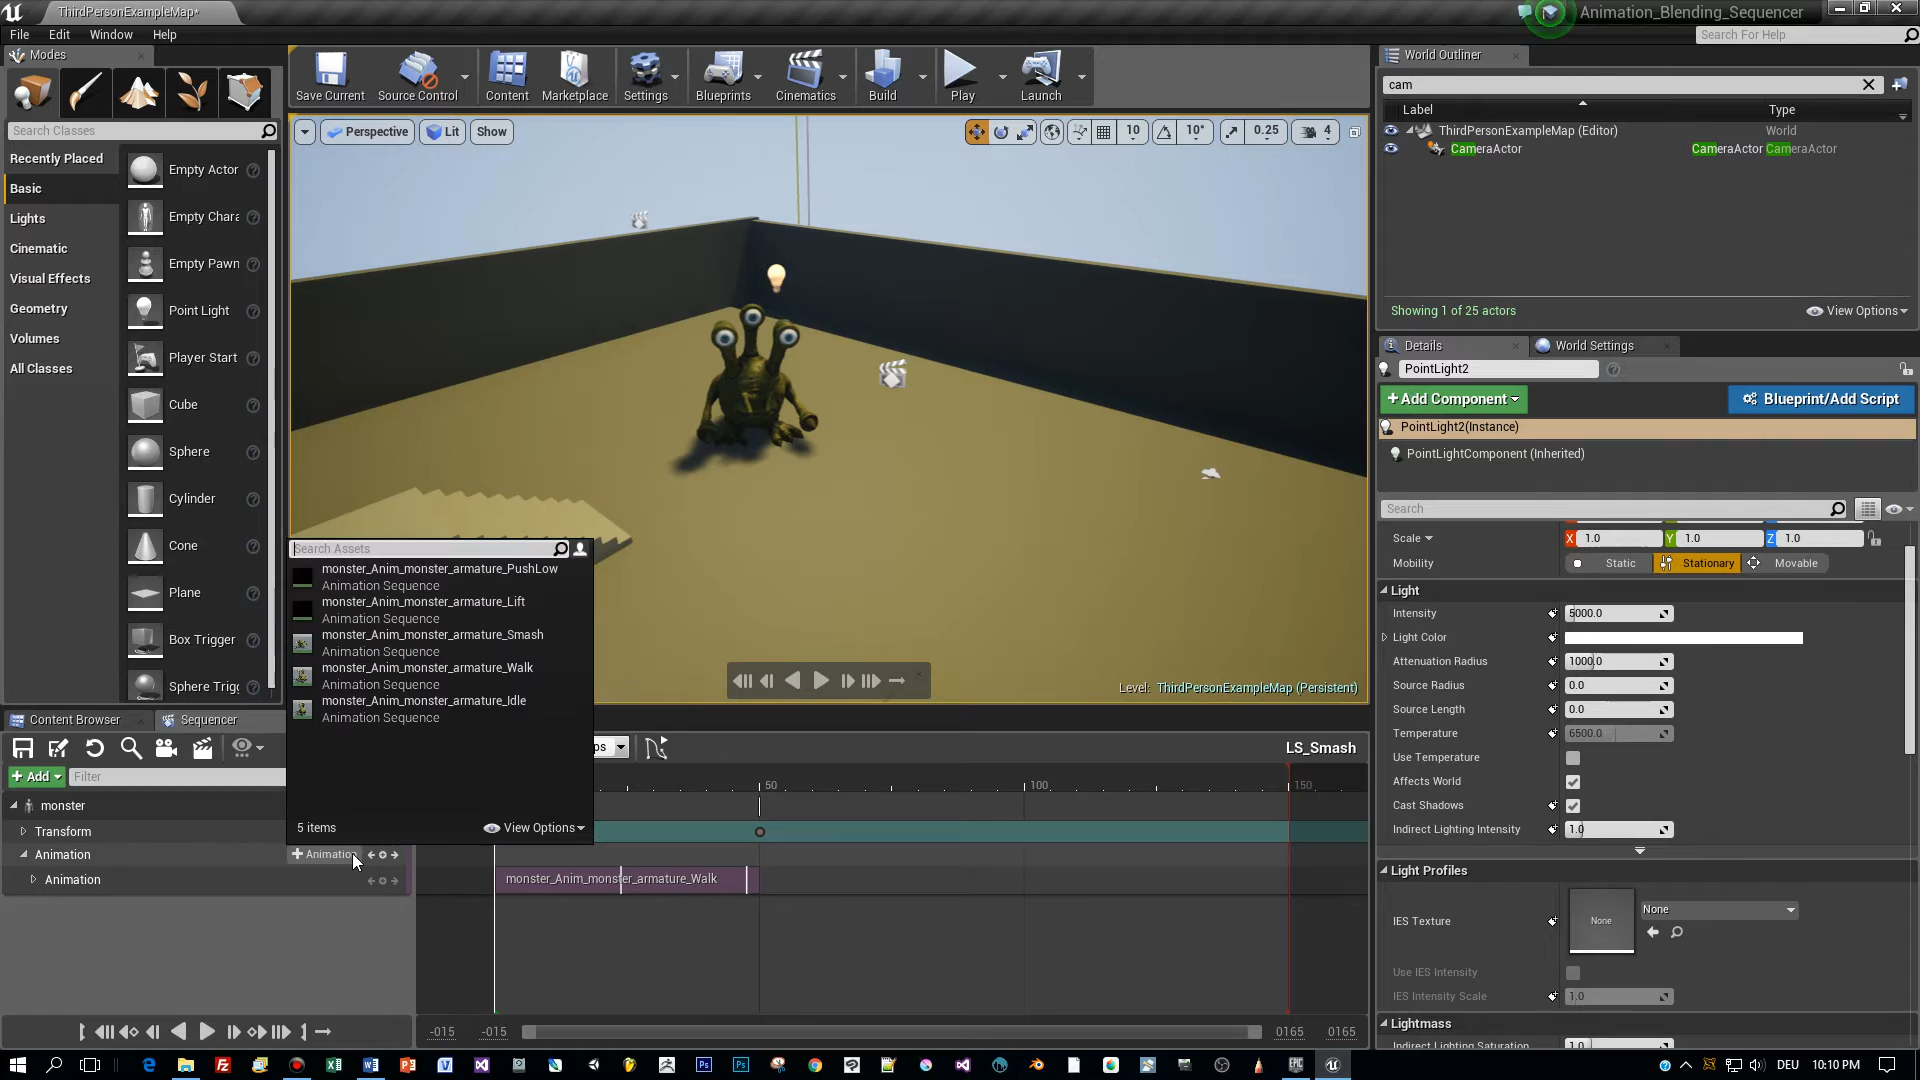 ThirdPersonExampleMap*
Animation_Blending_Sequencer
File Edit Window Help
Search For Help
Modes
Search Classes
Recently Placed
Basic
Lights
Cinematic
Visual Effects
Geometry
Volumes
All Classes
Empty Actor
Empty Chara
Empty Pawn
Point Light
Player Start
Cube
Sphere
Cylinder
Cone
Plane
Box Trigger
Sphere Trigg
Save Current
Source Control
Content
Marketplace
Settings
Blueprints
Cinematics
Build
Play
Launch
Perspective
Lit
Show
10
10°
0.25
4
Level: ThirdPersonExampleMap (Persistent)
World Outliner
cam
Label Type
ThirdPersonExampleMap (Editor) World
CameraActor CameraActor CameraActor
Showing 1 of 25 actors
View Options
Details
World Settings
PointLight2
+Add Component
Blueprint/Add Script
PointLight2(Instance)
PointLightComponent (Inherited)
Search
Scale X 1.0 Y 1.0 Z 1.0
Mobility Static Stationary Movable
Light
Intensity 5000.0
Light Color
Attenuation Radius 1000.0
Source Radius 0.0
Source Length 0.0
Temperature 6500.0
Use Temperature
Affects World
Cast Shadows
Indirect Lighting Intensity 1.0
Light Profiles
IES Texture None None
Use IES Intensity
IES Intensity Scale 1.0
Lightmass
Indirect Lighting Saturation 1.0
Search Assets
monster_Anim_monster_armature_PushLow
Animation Sequence
monster_Anim_monster_armature_Lift
Animation Sequence
monster_Anim_monster_armature_Smash
Animation Sequence
monster_Anim_monster_armature_Walk
Animation Sequence
monster_Anim_monster_armature_Idle
Animation Sequence
5 items
View Options
Content Browser
Sequencer
ps
LS_Smash
+ Add
Filter
monster
Transform
Animation
+ Animation
Animation
50 100 150
monster_Anim_monster_armature_Walk
-015 -015 0165 0165
DEU 10:10 PM